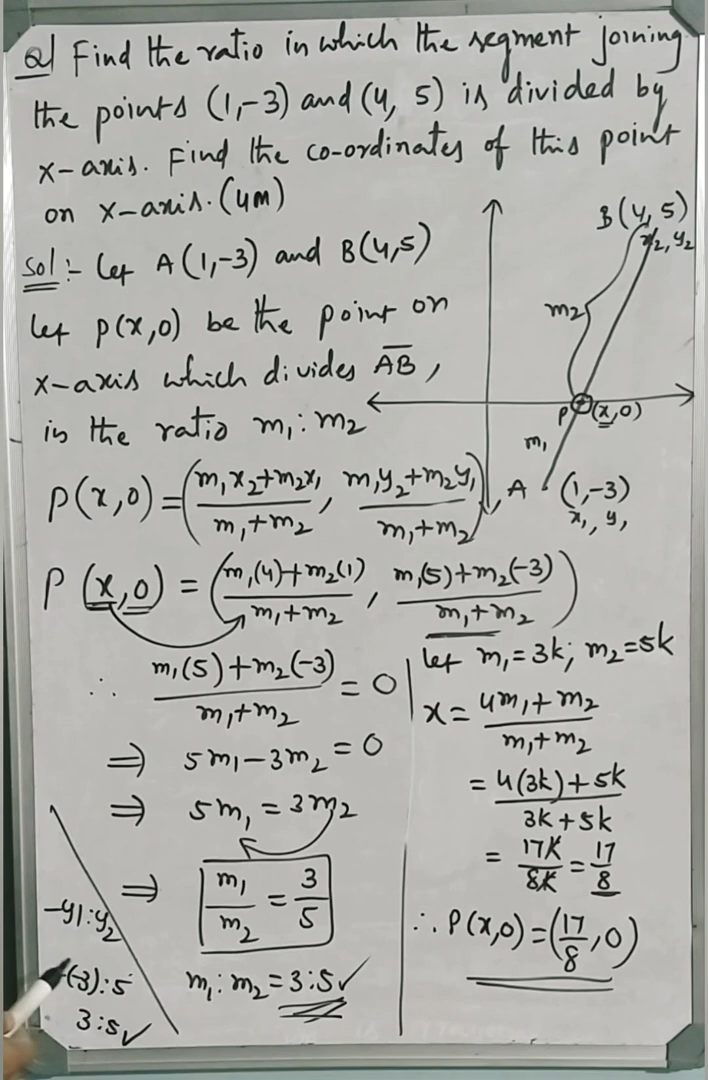 Q) Find the ratio in which the segment joining
the points (1,-3) and (4, 5) is divided by
x-axis. Find the co-ordinates of this point
on x-axis. (4M)
Sol:- Let A(1,-3) and B(4,5)
Let P(x,0) be the point on
x-axis which divides A̅B̅,
in the ratio m₁:m₂
B(4, 5)
x₂, y₂
m₂
P(x,0)
m₁
A (1,-3)
x₁, y₁
P(x,0) = ((m₁x₂+m₂x₁)/(m₁+m₂), (m₁y₂+m₂y₁)/(m₁+m₂))
P(x,0) = ((m₁(4)+m₂(1))/(m₁+m₂), (m₁(5)+m₂(-3))/(m₁+m₂))
∴ (m₁(5)+m₂(-3))/(m₁+m₂) = 0
⇒ 5m₁-3m₂ = 0
⇒ 5m₁ = 3m₂
⇒ m₁/m₂ = 3/5
m₁:m₂ = 3:5✓
-y₁:y₂
-(-3):5
3:5✓
Let m₁=3k; m₂=5k
x = (4m₁+m₂)/(m₁+m₂)
= (4(3k)+5k)/(3k+5k)
= 17k/8k = 17/8
∴ P(x,0) = (17/8, 0)